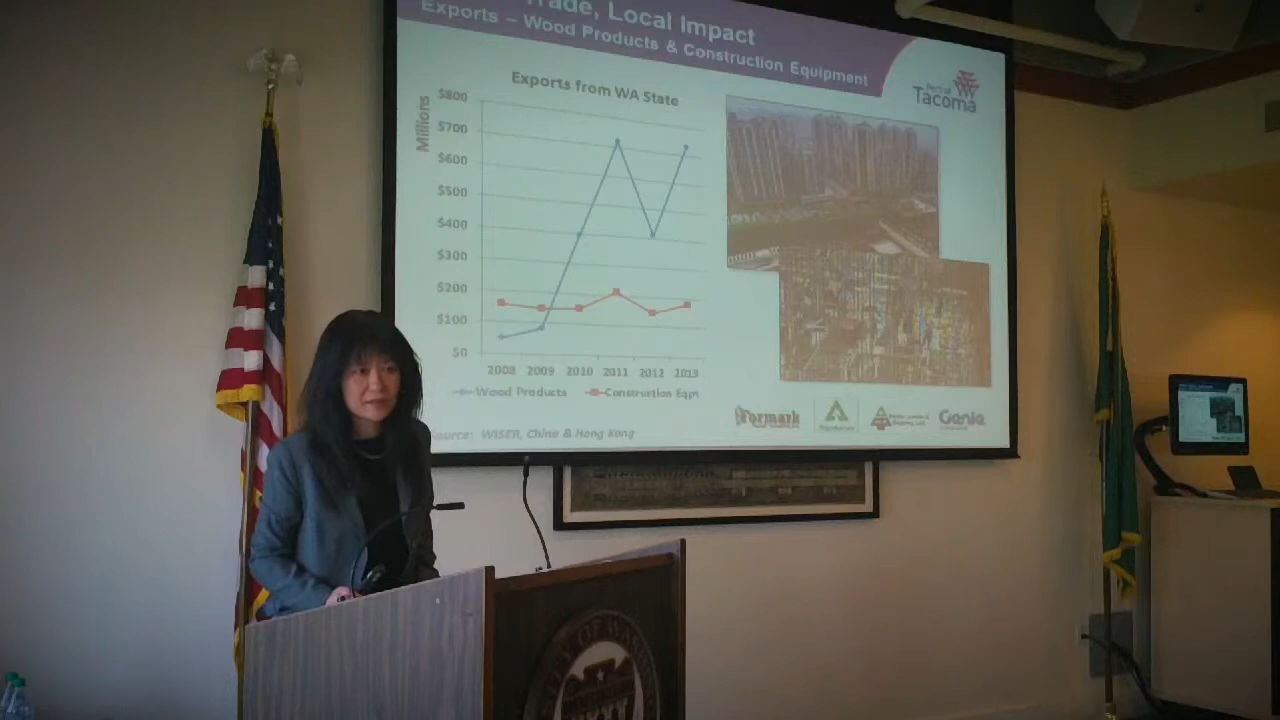 Trade, Local Impact
Exports – Wood Products & Construction Equipment
Port of
Tacoma
Exports from WA State
Millions
$800
$700
$600
$500
$400
$300
$200
$100
$0
2008 2009 2010 2011 2012 2013
Wood Products Construction Eqpt
Source: WISER, China & Hong Kong
Formark
Genie